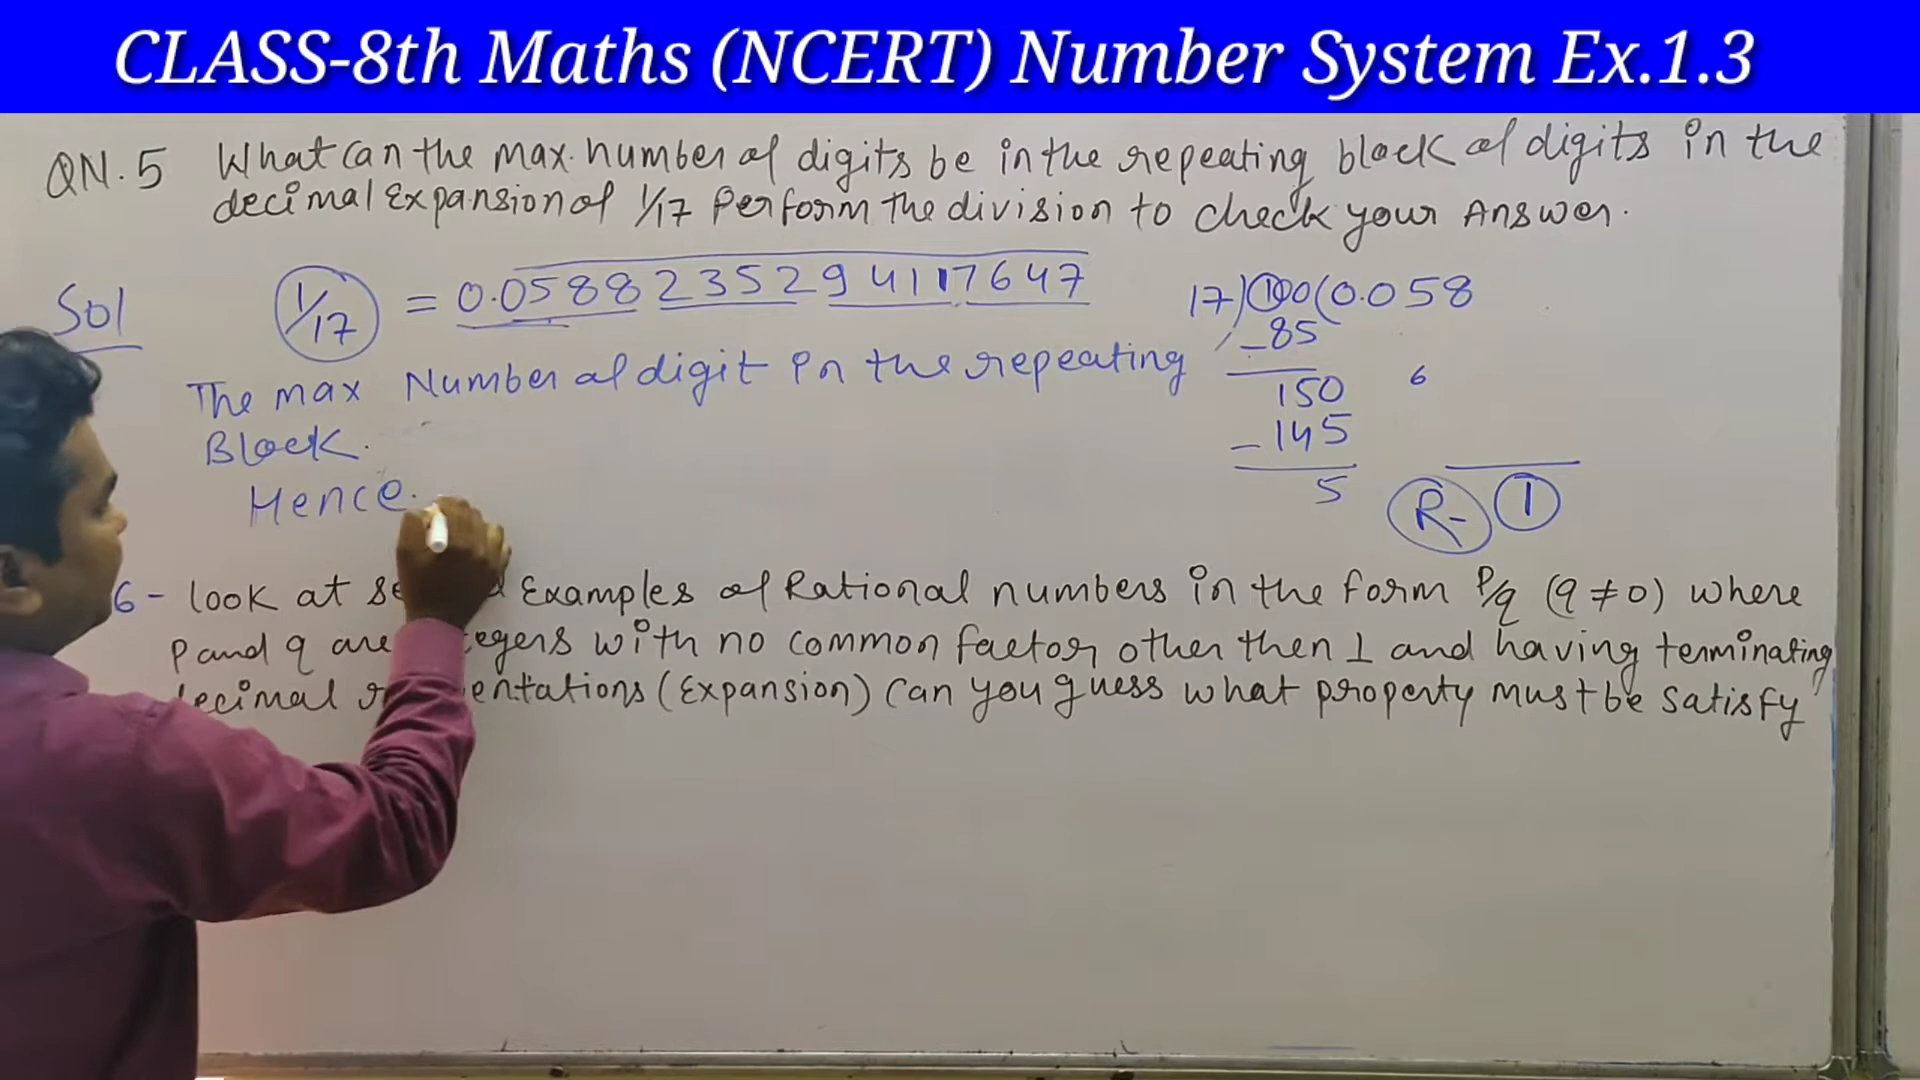 CLASS-8th Maths (NCERT) Number System Ex.1.3
QN.5 What can the max. number of digits be in the repeating block of digits in the
decimal Expansion of 1/17 Perform the division to check your Answer.
Sol 1/17 = 0.0588235294117647
17)100(0.058
-85
150 6
-145
5 R- 1
The max Number of digit in the repeating
Block.
Hence.
6- look at Examples of Rational numbers in the form P/q (q ≠ 0) where
p and q are tegers with no common factor other then 1 and having terminating
decimal entations (Expansion) can you guess what property must be satisfy